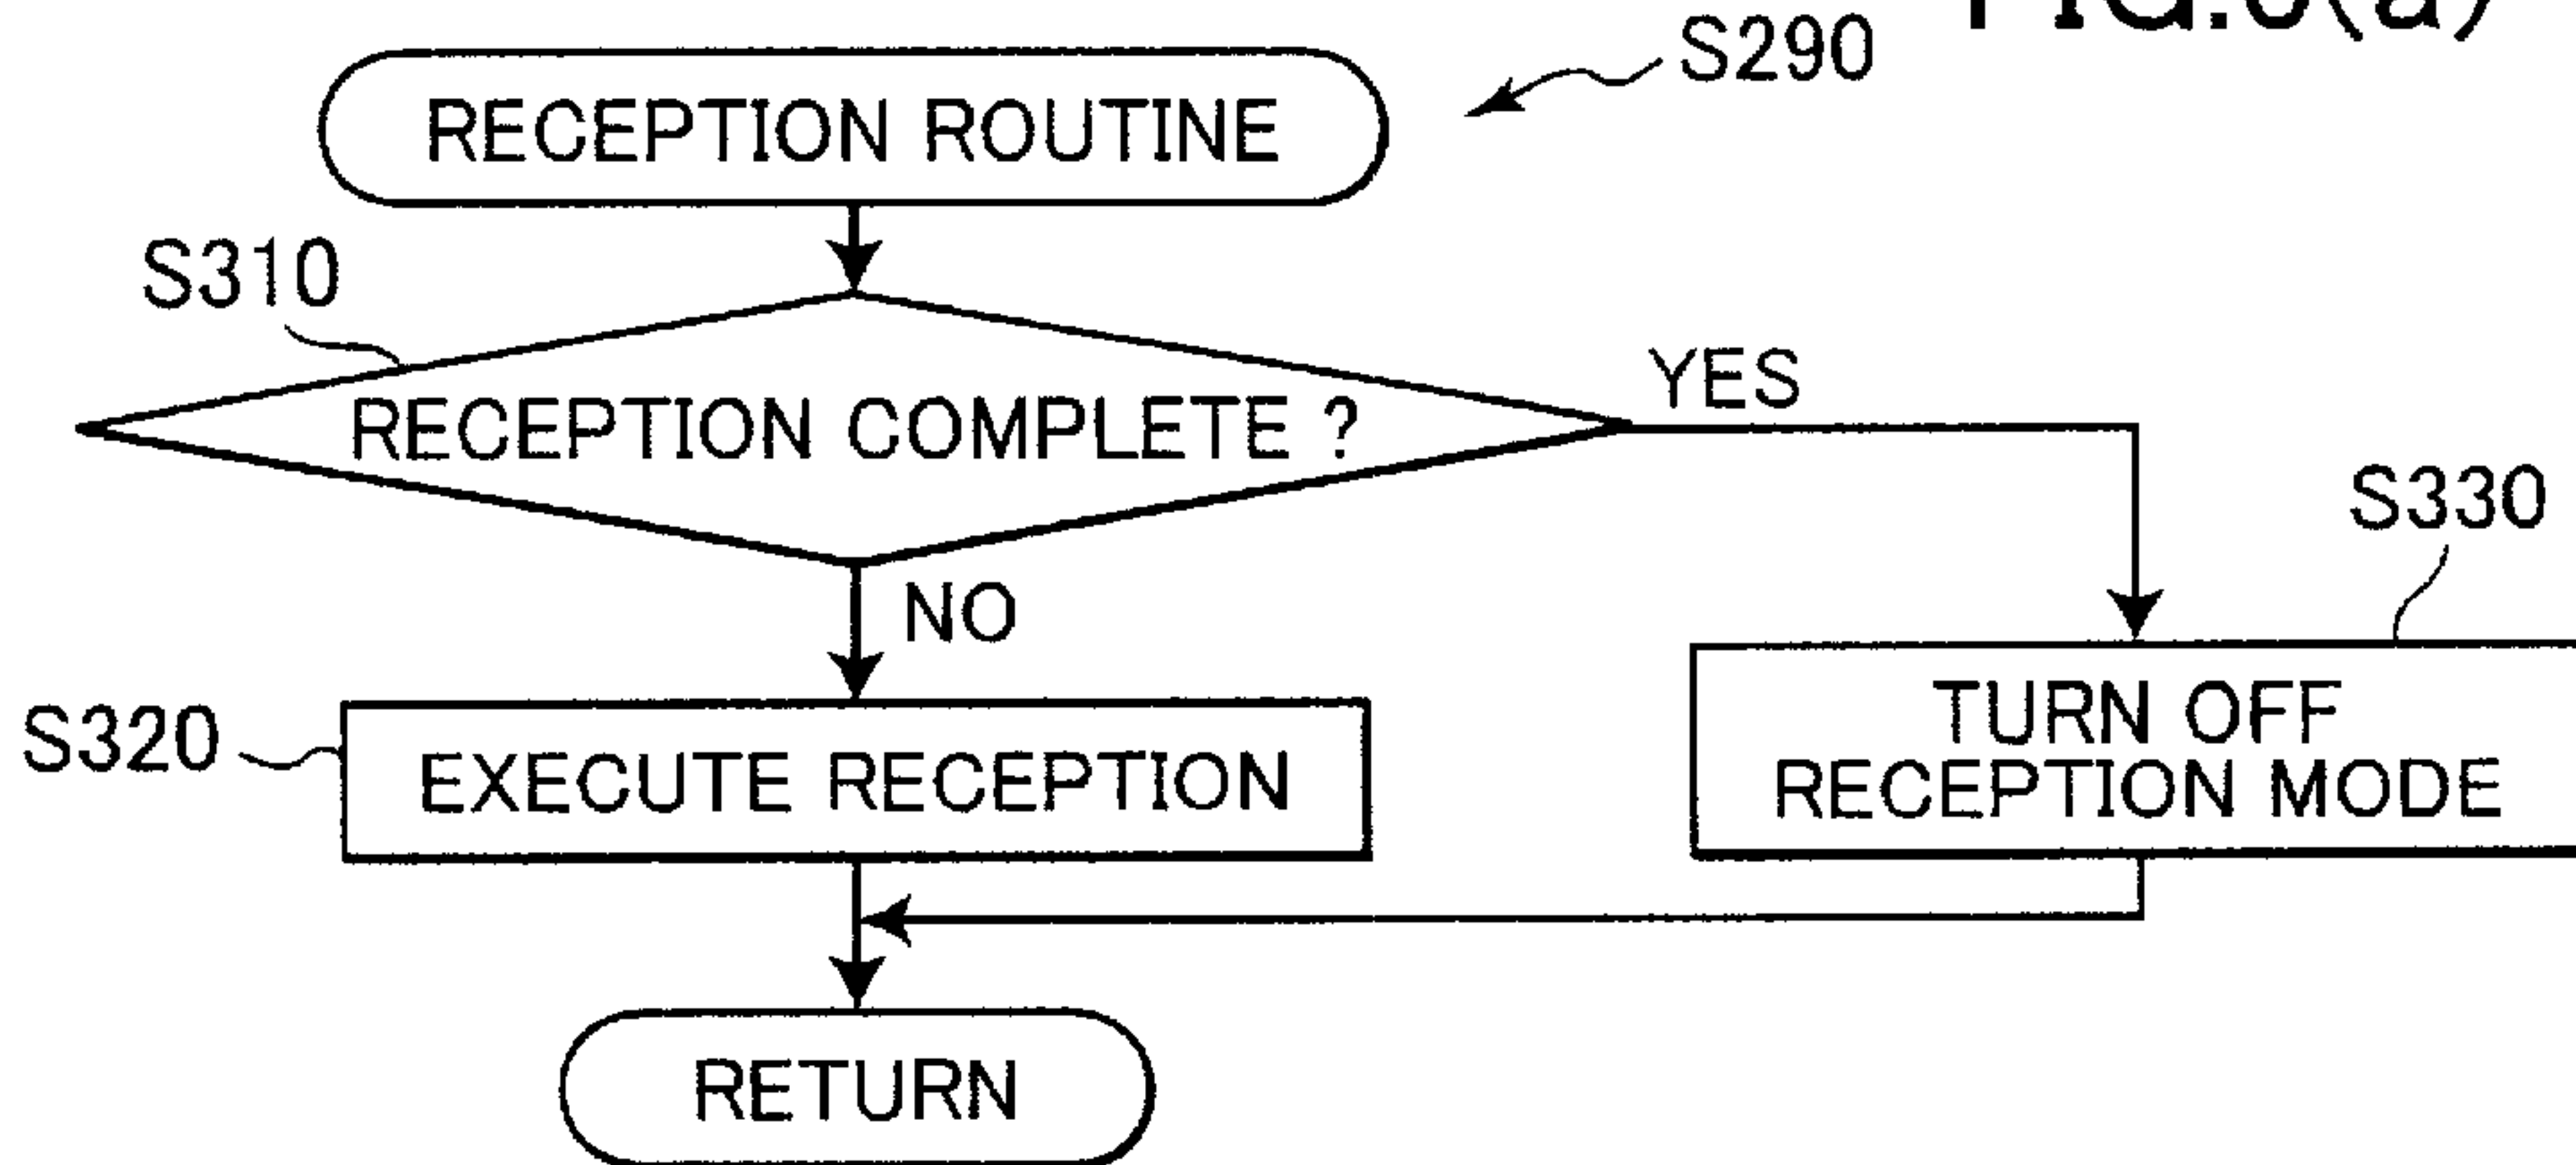 S290
RECEPTION ROUTINE
S310
RECEPTION COMPLETE ?
YES
NO
S330
S320
EXECUTE RECEPTION
TURN OFF
RECEPTION MODE
RETURN